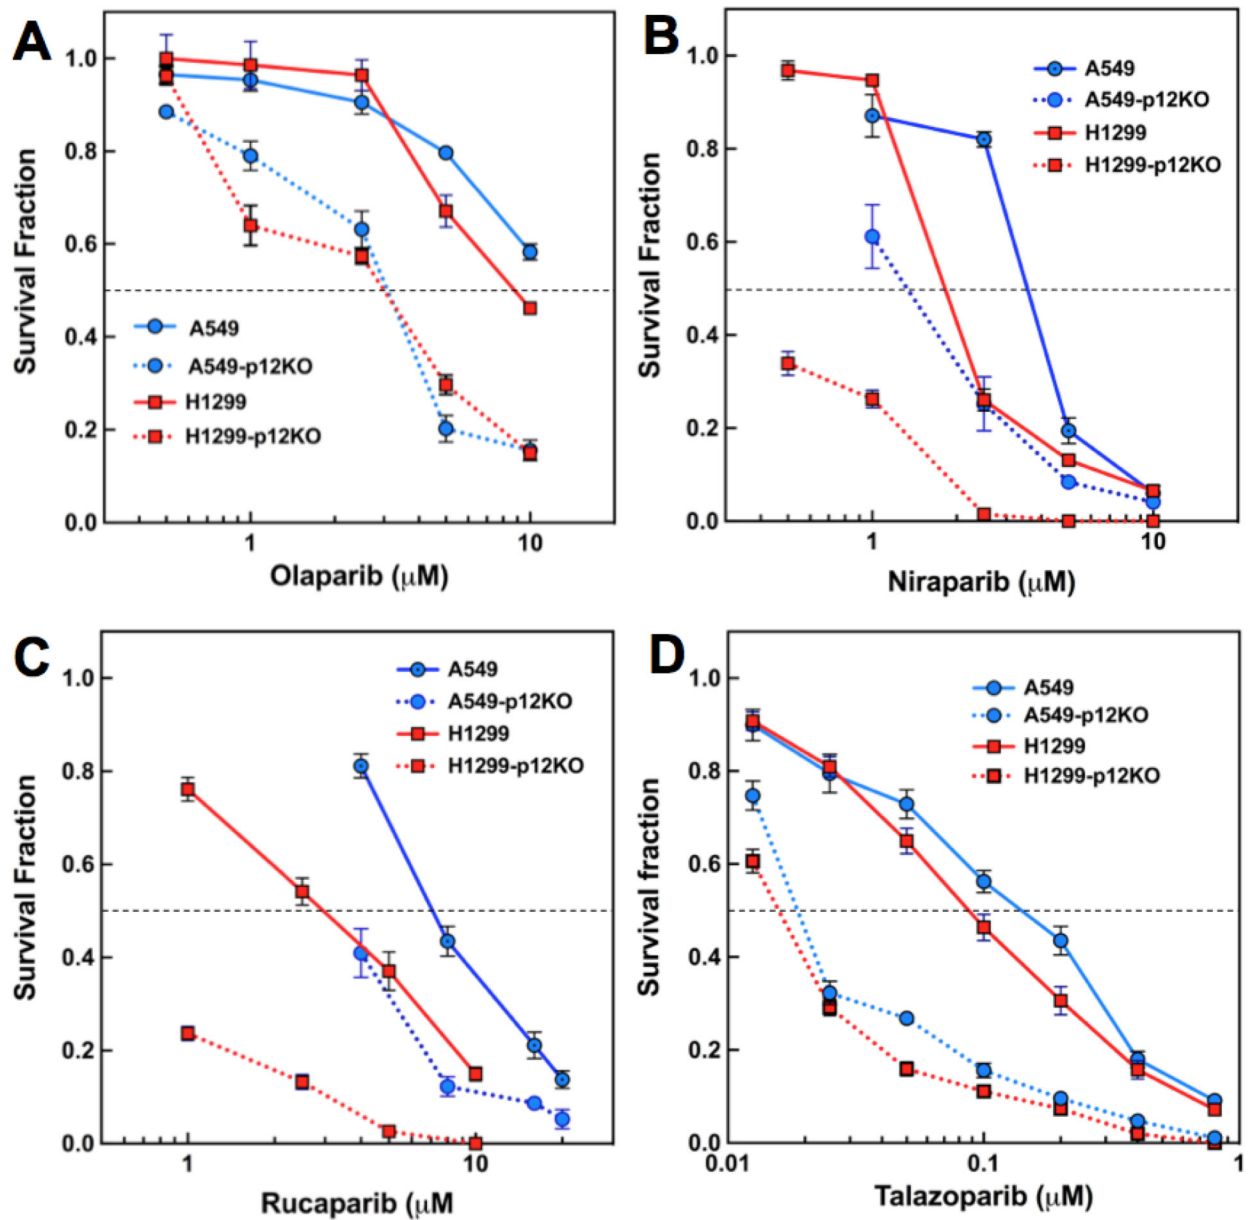 A
Survival Fraction
1.0
0.8
0.6
0.4
0.2
0.0
A549
A549-p12KO
H1299
H1299-p12KO
1
10
Olaparib (μM)
B
Survival Fraction
1.0
0.8
0.6
0.4
0.2
0.0
A549
A549-p12KO
H1299
H1299-p12KO
1
10
Niraparib (μM)
C
Survival Fraction
1.0
0.8
0.6
0.4
0.2
0.0
A549
A549-p12KO
H1299
H1299-p12KO
1
10
Rucaparib (μM
D
Survival fraction
1.0
0.8
0.6
0.4
0.2
0.0
A549
A549-p12KO
H1299
H1299-p12KO
0.01
0.1
1
Talazoparib (μM)